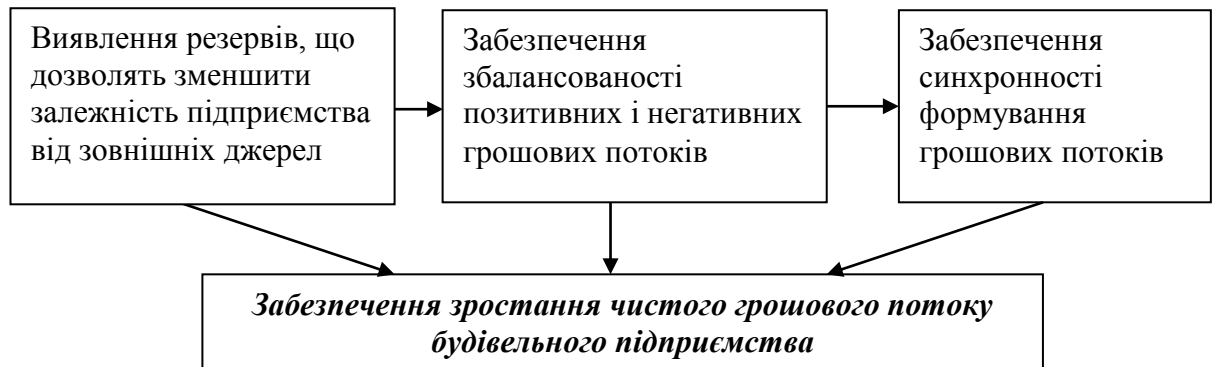 Виявлення резервів, що
дозволять зменшити
залежність підприємства
від зовнішніх джерел
Забезпечення
збалансованості
позитивних і негативних
грошових потоків
Забезпечення
синхронності
формування
грошових потоків
Забезпечення зростання чистого грошового потоку
будівельного підприємства